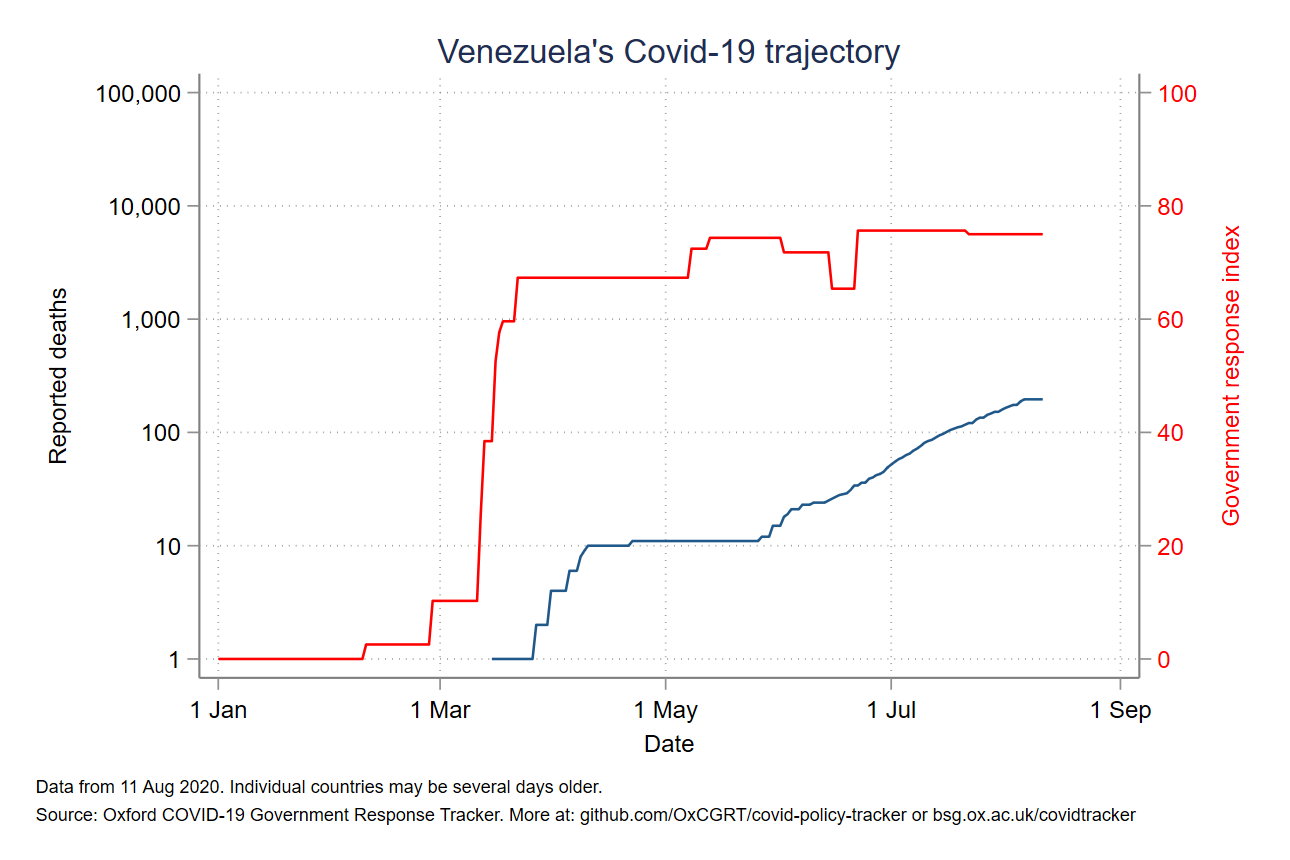 Venezuela's Covid-19 trajectory
100,000
10,000
1,000
100
10
1
Reported deaths
100
80
60
40
20
0
Government response index
1 Jan
1 Mar
1 May
1 Jul
1 Sep
Date
Data from 11 Aug 2020. Individual countries may be several days older.
Source: Oxford COVID-19 Government Response Tracker. More at: github.com/OxCGRT/covid-policy-tracker or bsg.ox.ac.uk/covidtracker